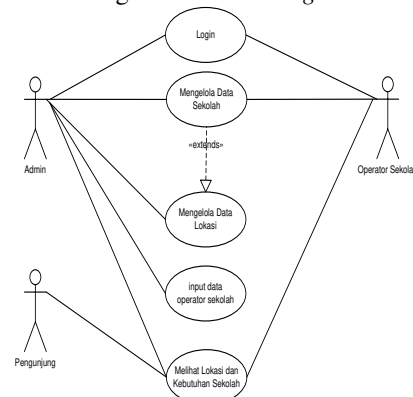 Login
Mengelola Data
Sekolah
«extends»
Admin
Operator Sekola
Mengelola Data
Lokasi
input data
operator sekolah
Pengunjung
Melihat Lokasi dan
Kebutuhan Sekolah